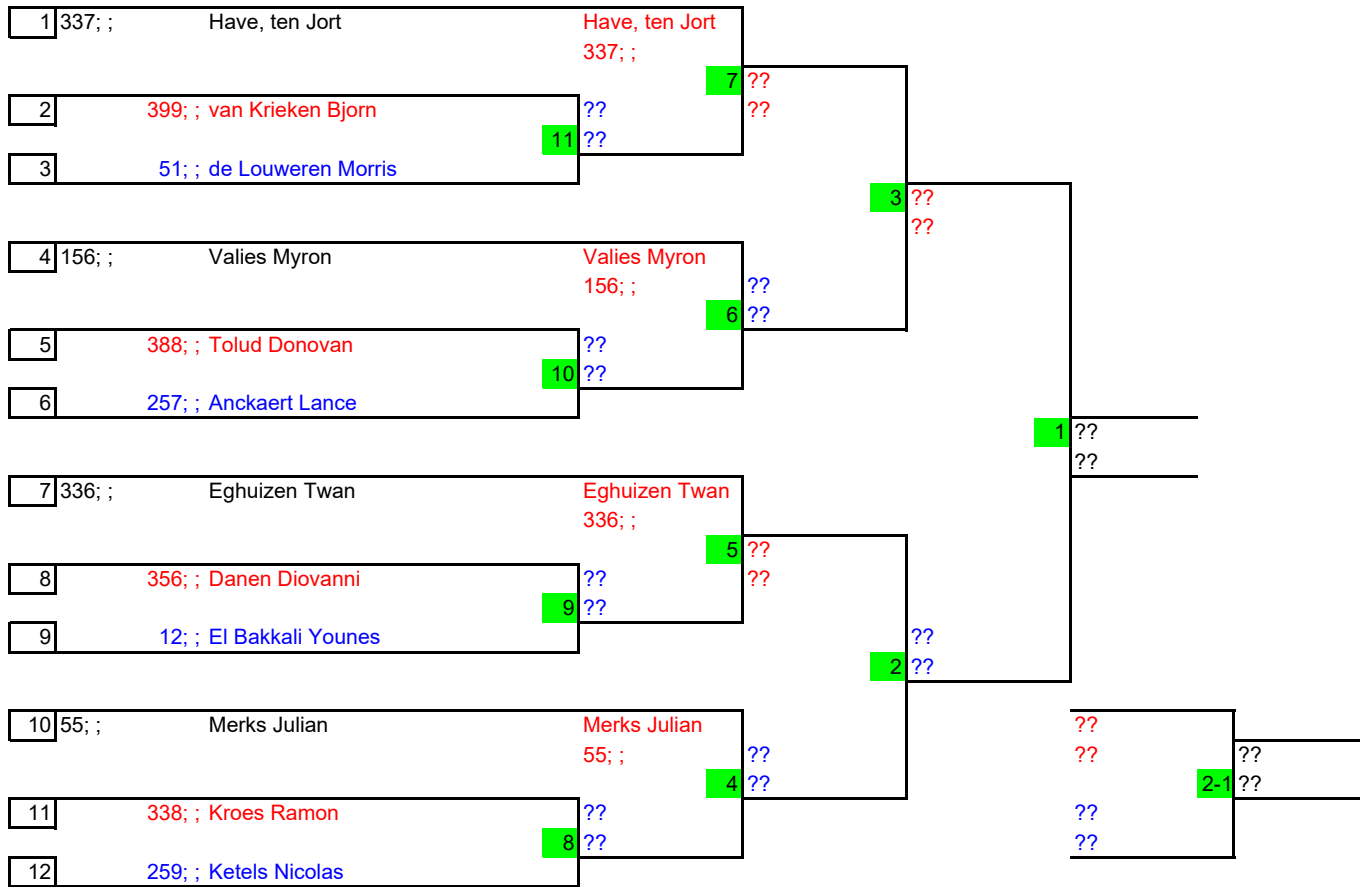 1 337; ; Have, ten Jort Have, ten Jort
337; ;
7 ??
2 399; ; van Krieken Bjorn ?? ??
11 ??
3 51; ; de Louweren Morris
3 ??
??
4 156; ; Valies Myron Valies Myron
156; ; ??
6 ??
5 388; ; Tolud Donovan ??
10 ??
6 257; ; Anckaert Lance
1 ??
??
7 336; ; Eghuizen Twan Eghuizen Twan
336; ;
5 ??
8 356; ; Danen Diovanni ?? ??
9 ??
9 12; ; El Bakkali Younes ??
2 ??
10 55; ; Merks Julian Merks Julian ??
55; ; ?? ?? ??
4 ?? 2-1 ??
11 338; ; Kroes Ramon ?? ??
8 ?? ??
12 259; ; Ketels Nicolas